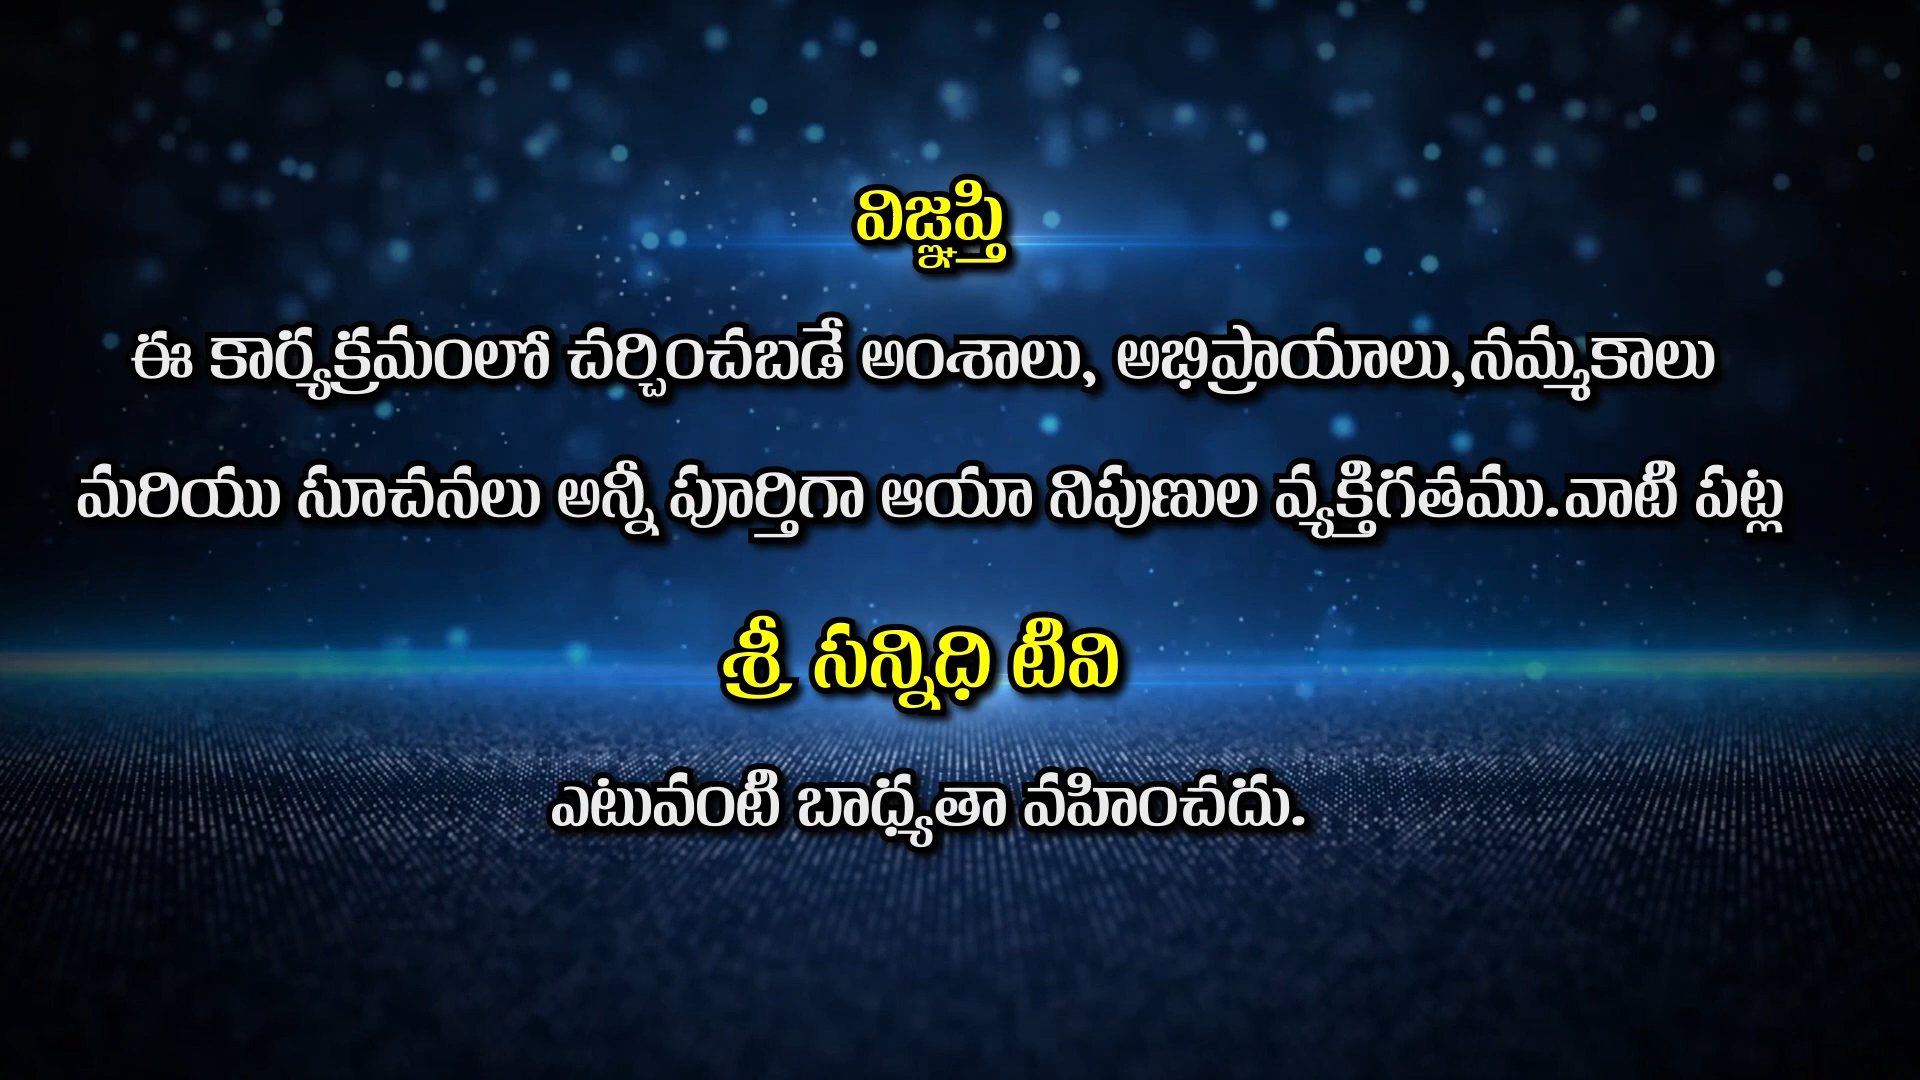 విజ్ఞప్తి
ఈ కార్యక్రమంలో చర్చించబడే అంశాలు, అభిప్రాయాలు,నమ్మకాలు
మరియు సూచనలు అన్నీ పూర్తిగా ఆయా నిపుణుల వ్యక్తిగతము.వాటి పట్ల
శ్రీ సన్నిధి టివి
ఎటువంటి బాధ్యతా వహించదు.